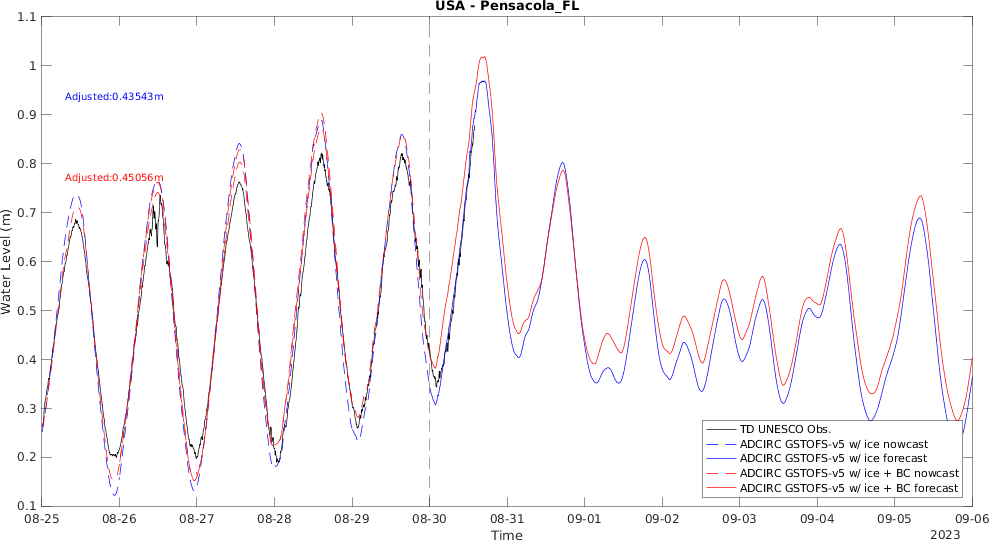 USA - Pensacola_FL
1.1
1
0.9
0.8
0.7
0.6
0.5
0.4
0.3
0.2
0.1
Water Level (m)
Adjusted:0.43543m
Adjusted:0.45056m
TD UNESCO Obs.
ADCIRC GSTOFS-v5 w/ ice nowcast
ADCIRC GSTOFS-v5 w/ ice forecast
ADCIRC GSTOFS-v5 w/ ice + BC nowcast
ADCIRC GSTOFS-v5 w/ ice + BC forecast
08-25 08-26 08-27 08-28 08-29 08-30 08-31 09-01 09-02 09-03 09-04 09-05 09-06
Time
2023